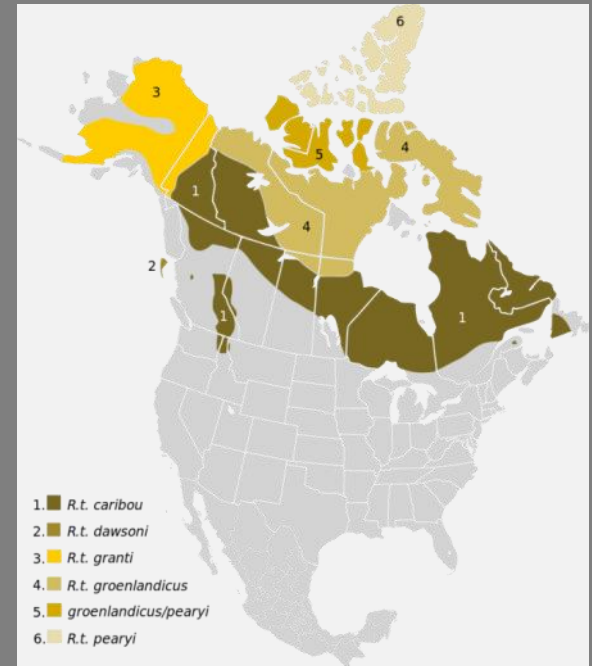 6
3
4
5
1
4
2
1
1
1. R.t. caribou
2. R.t. dawsoni
3. R.t. granti
4. R.t. groenlandicus
5. groenlandicus/pearyi
6. R.t. pearyi